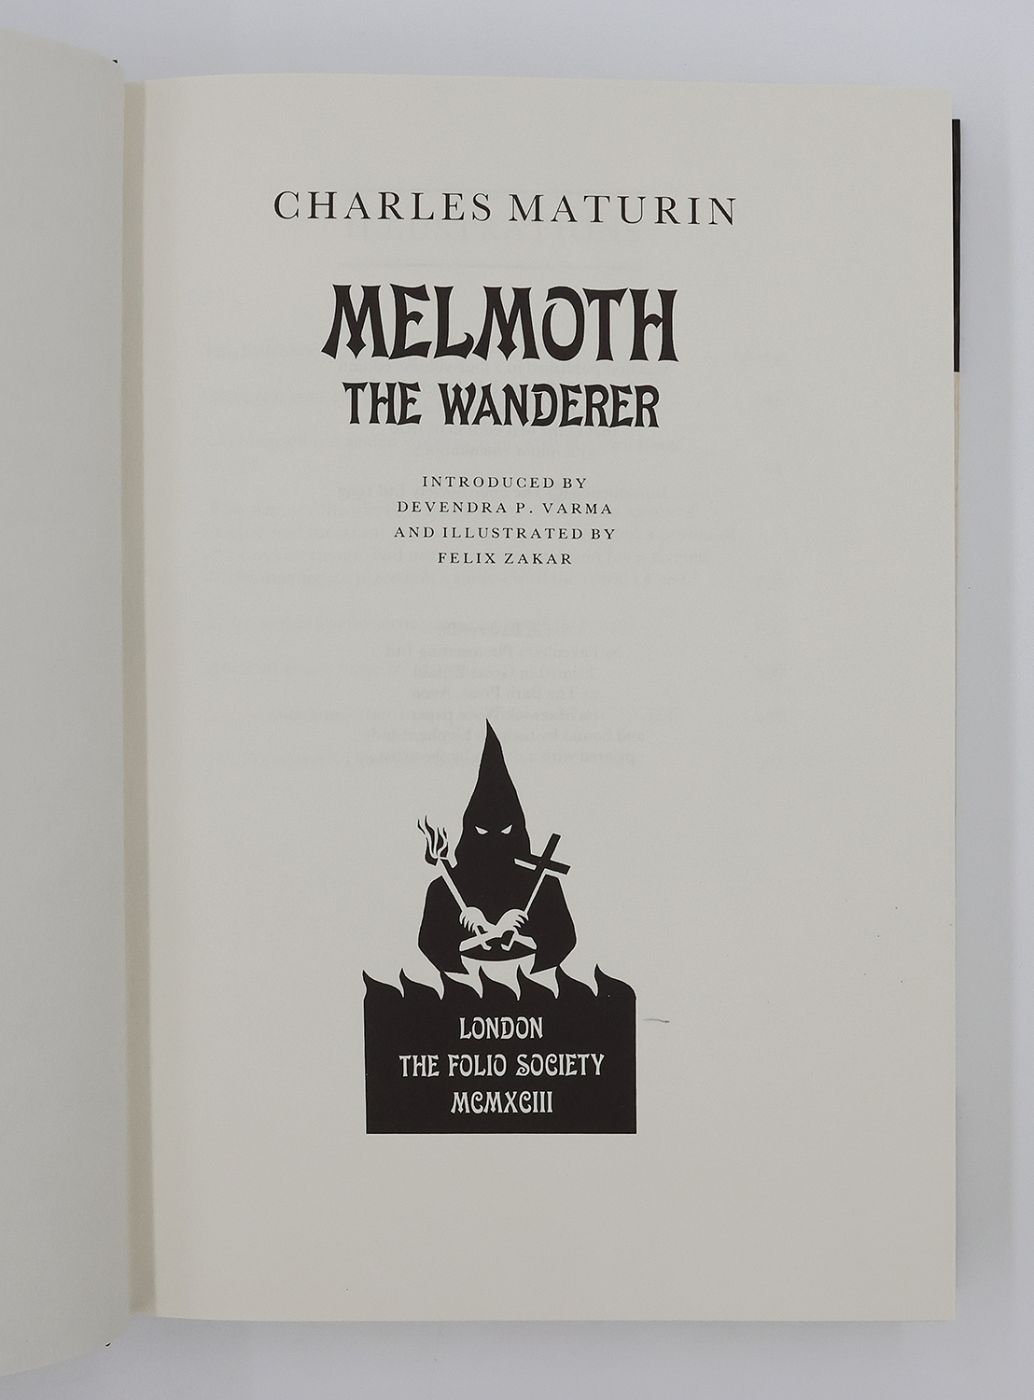 CHARLES MATURIN
MELMOTH
THE WANDERER
INTRODUCED BY
DEVENDRA P. VARMA
AND ILLUSTRATED BY
FELIX ZAKAR
LONDON
THE FOLIO SOCIETY
MCMXCIII